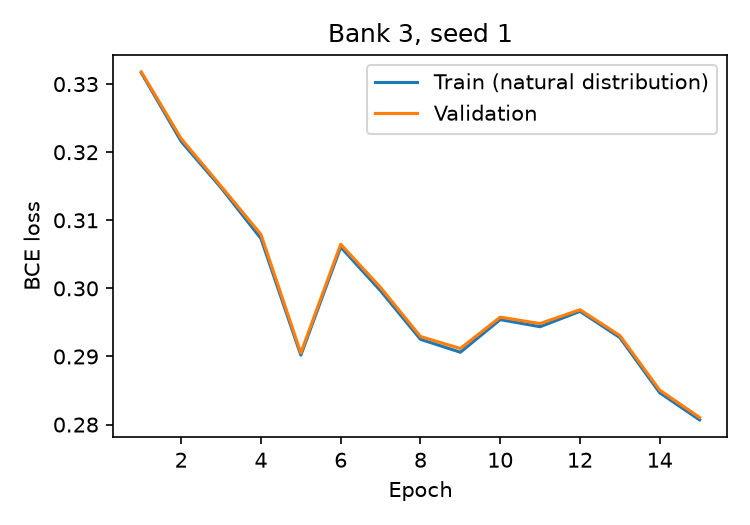 Bank 3, seed 1
Train (natural distribution)
Validation
BCE loss
0.33
0.32
0.31
0.30
0.29
0.28
2 4 6 8 10 12 14
Epoch